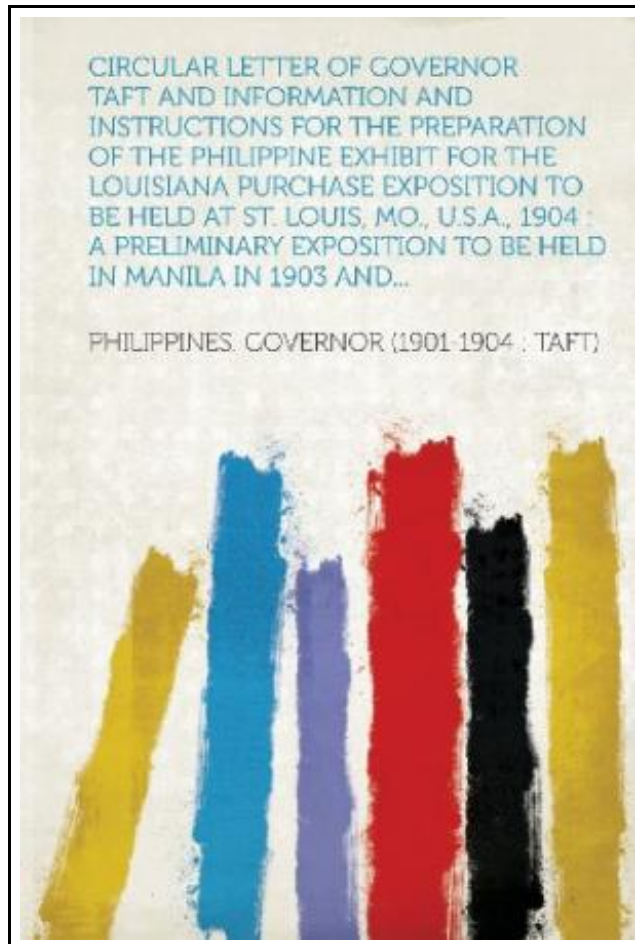 CIRCULAR LETTER OF GOVERNOR
TAFT AND INFORMATION AND
INSTRUCTIONS FOR THE PREPARATION
OF THE PHILIPPINE EXHIBIT FOR THE
LOUISIANA PURCHASE EXPOSITION TO
BE HELD AT ST. LOUIS, MO., U.S.A., 1904 :
A PRELIMINARY EXPOSITION TO BE HELD
IN MANILA IN 1903 AND...
PHILIPPINES. GOVERNOR (1901-1904 : TAFT)